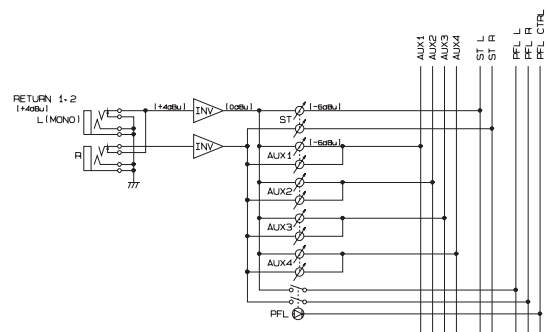 AUX1
AUX2
AUX3
AUX4
ST L
ST R
PFL L
PFL R
PFL CTRL
RETURN 1·2
[+4dBu]
L(MONO)
R
[+4dBu]
INV
[0dBu]
INV
ST
[-6dBu]
AUX1
[-6dBu]
AUX2
AUX3
AUX4
PFL